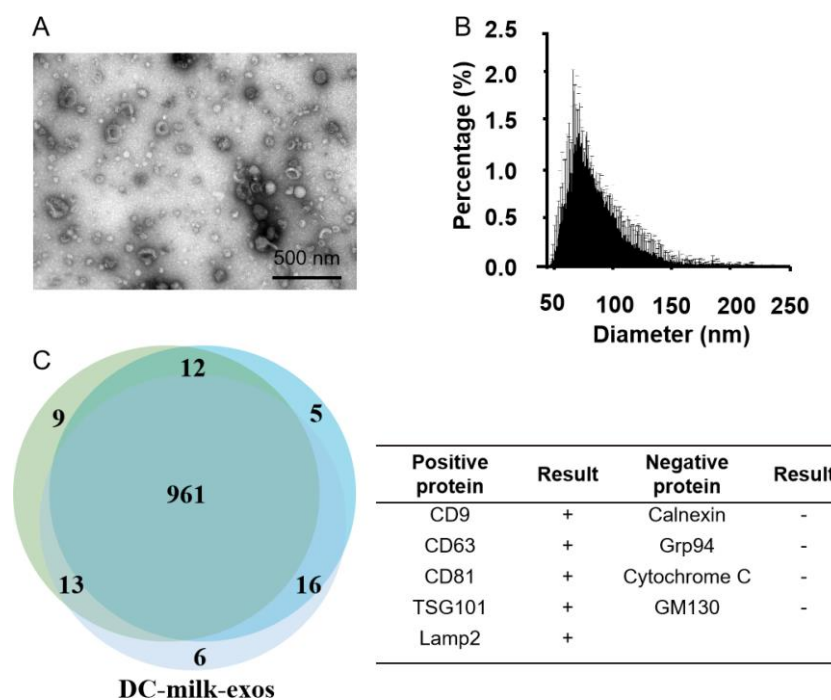 A
500 nm
B
Percentage (%)
2.5
2.0
1.5
1.0
0.5
0.0
50 100 150 200 250
Diameter (nm)
C
12
9
5
961
13
16
6
DC-milk-exos
Positive protein Result Negative protein Result
CD9 + Calnexin -
CD63 + Grp94 -
CD81 + Cytochrome C -
TSG101 + GM130 -
Lamp2 +